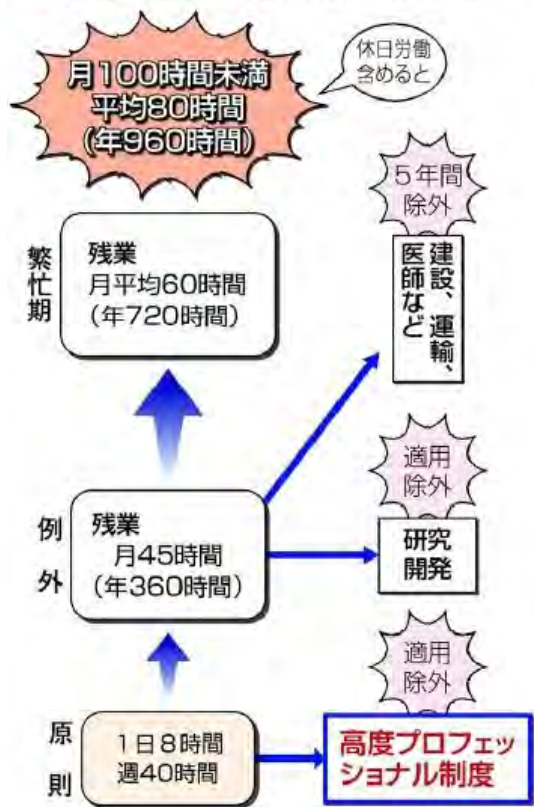 月100時間未満
平均80時間
(年960時間)
休日労働
含めると
繁忙期
残業
月平均60時間
(年720時間)
5年間
除外
建設、運輸、
医師など
例外
残業
月45時間
(年360時間)
適用
除外
研究
開発
原則
1日8時間
週40時間
適用
除外
高度プロフェッ
ショナル制度